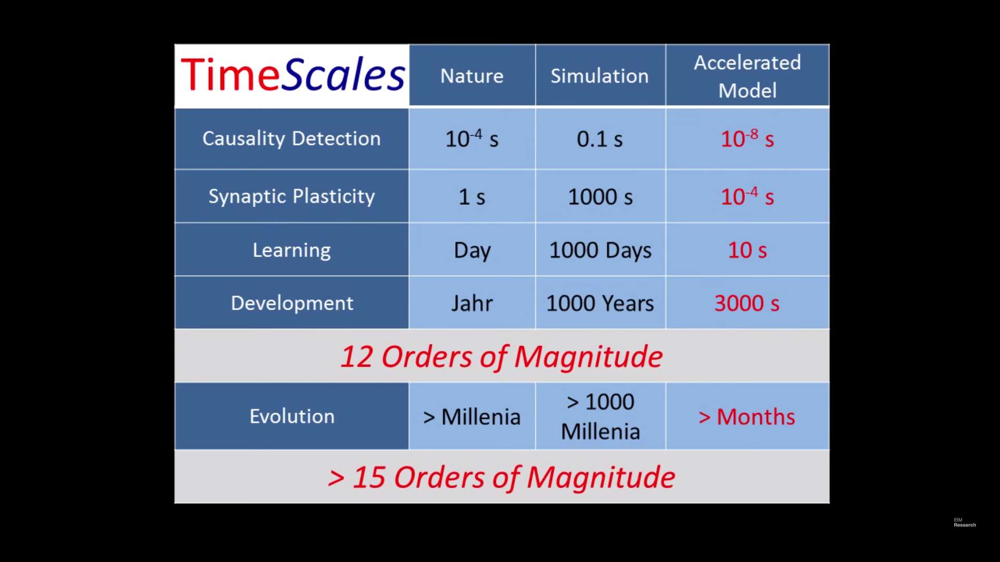 TimeScales
Nature
Simulation
Accelerated
Model
Causality Detection
10⁻⁴ s
0.1 s
10⁻⁸ s
Synaptic Plasticity
1 s
1000 s
10⁻⁴ s
Learning
Day
1000 Days
10 s
Development
Jahr
1000 Years
3000 s
12 Orders of Magnitude
Evolution
> Millenia
> 1000
Millenia
> Months
> 15 Orders of Magnitude
IBM
Research